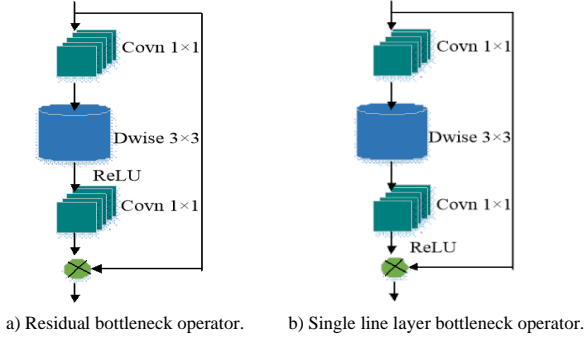 Covn 1×1
Dwise 3×3
ReLU
Covn 1×1
a) Residual bottleneck operator.
Covn 1×1
Dwise 3×3
Covn 1×1
ReLU
b) Single line layer bottleneck operator.